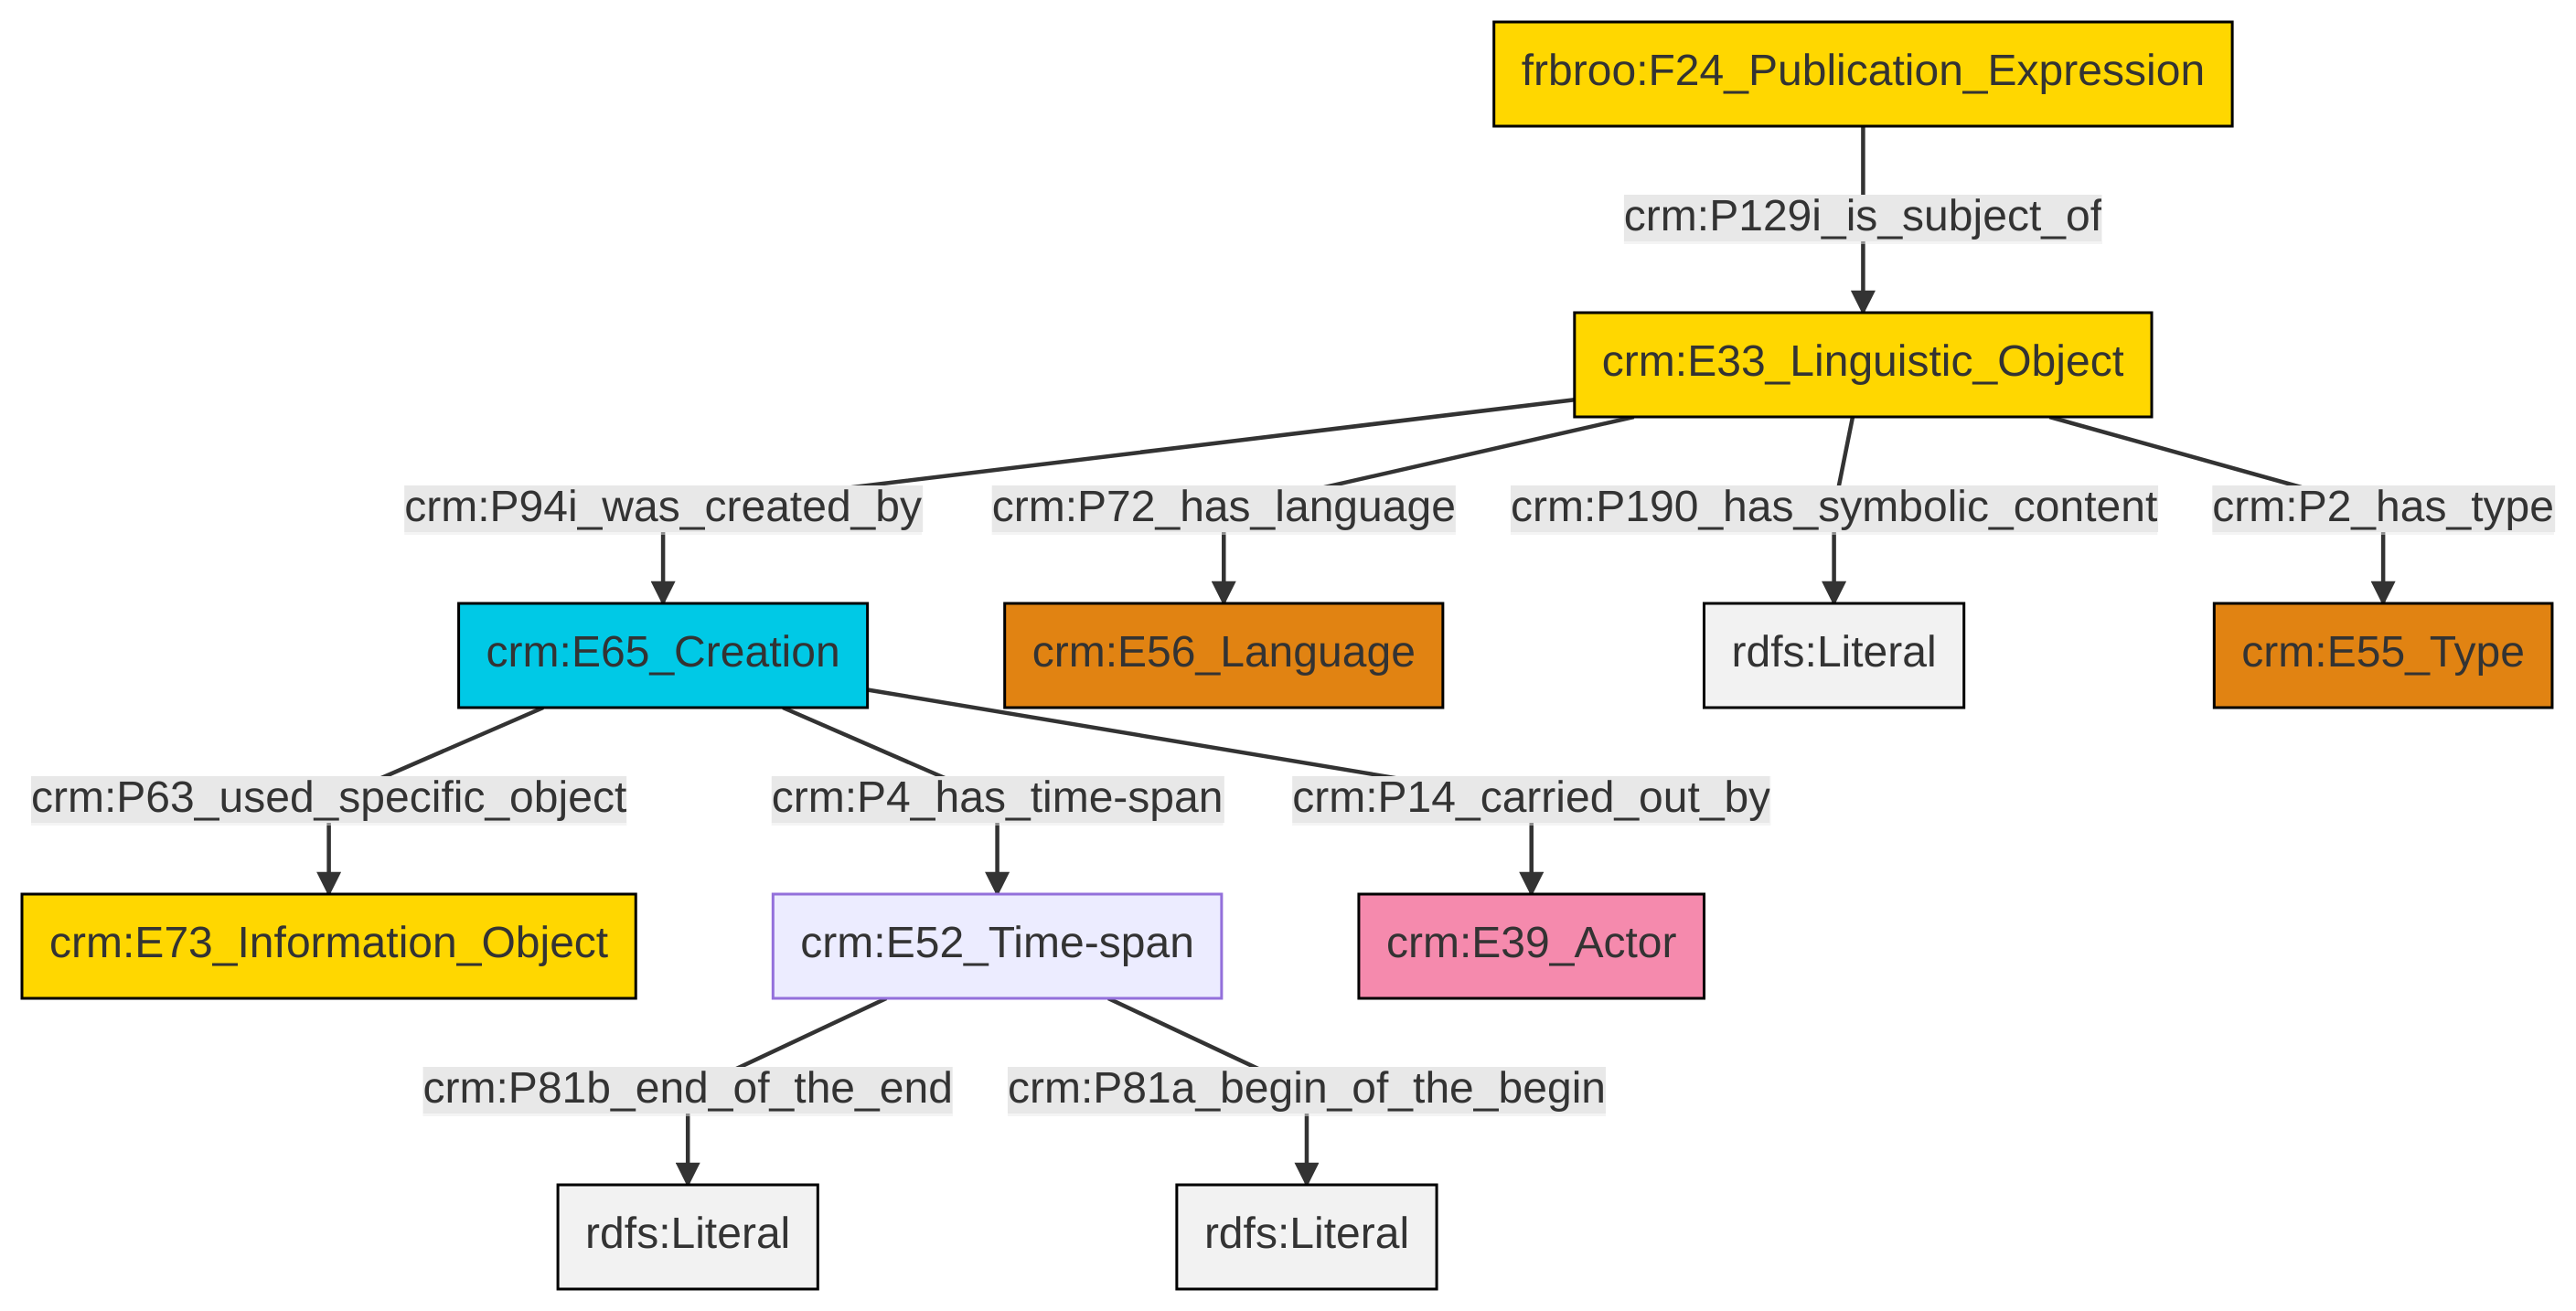 frbroo:F24_Publication_Expression
crm:P129i_is_subject_of
crm:E33_Linguistic_Object
crm:P94i_was_created_by
crm:P72_has_language
crm:P190_has_symbolic_content
crm:P2_has_type
crm:E65_Creation
crm:E56_Language
rdfs:Literal
crm:E55_Type
crm:P63_used_specific_object
crm:P4_has_time-span
crm:P14_carried_out_by
crm:E73_Information_Object
crm:E52_Time-span
crm:E39_Actor
crm:P81b_end_of_the_end
crm:P81a_begin_of_the_begin
rdfs:Literal
rdfs:Literal